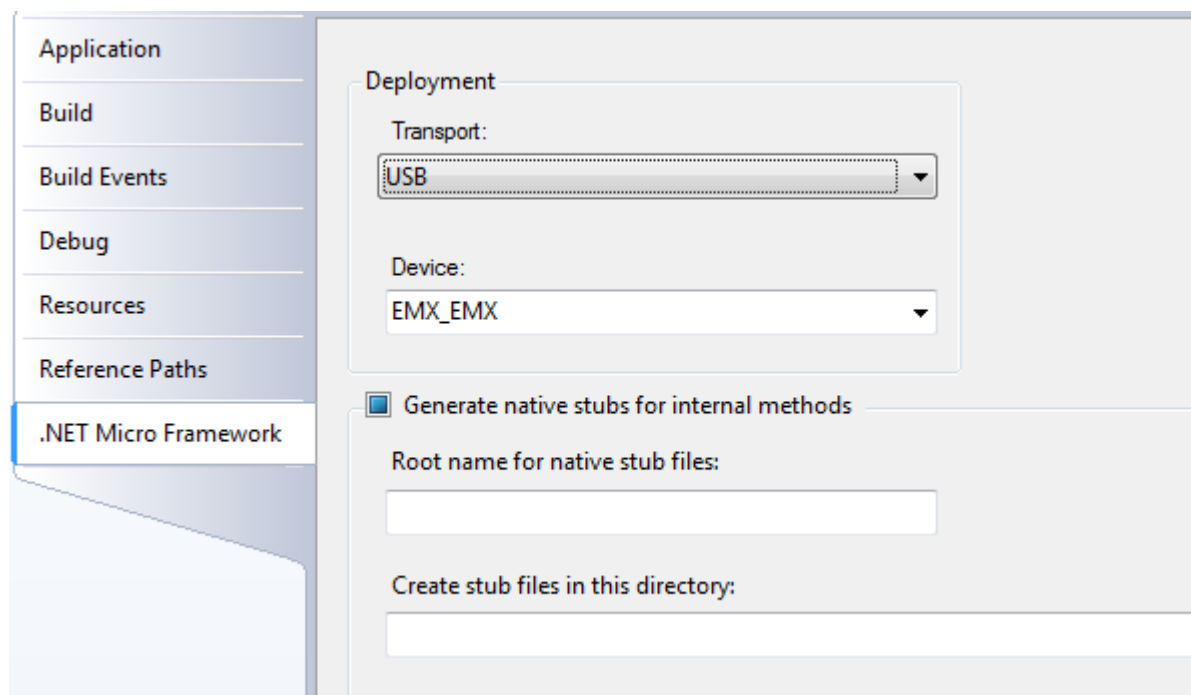 Application
Build
Build Events
Debug
Resources
Reference Paths
.NET Micro Framework
Deployment
Transport:
USB
Device:
EMX_EMX
Generate native stubs for internal methods
Root name for native stub files:
Create stub files in this directory: